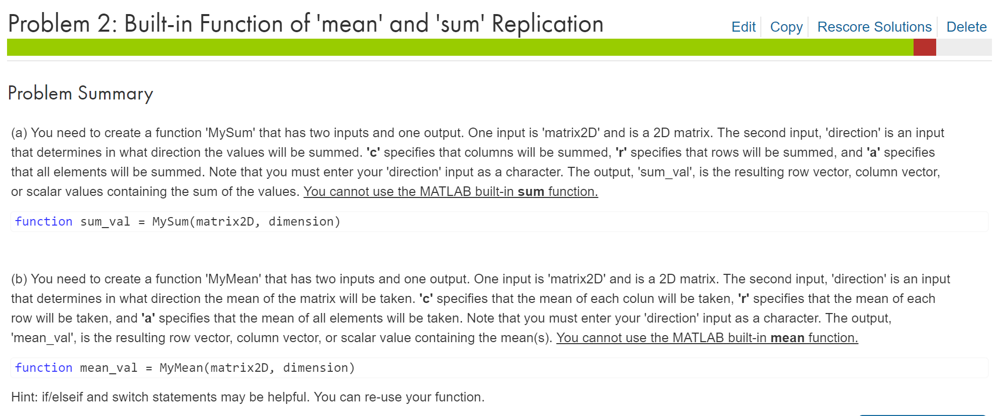 Problem 2: Built-in Function of 'mean' and 'sum' Replication
Edit Copy Rescore Solutions Delete
Problem Summary
(a) You need to create a function 'MySum' that has two inputs and one output. One input is 'matrix2D' and is a 2D matrix. The second input, 'direction' is an input
that determines in what direction the values will be summed. 'c' specifies that columns will be summed, 'r' specifies that rows will be summed, and 'a' specifies
that all elements will be summed. Note that you must enter your 'direction' input as a character. The output, 'sum_val', is the resulting row vector, column vector,
or scalar values containing the sum of the values. You cannot use the MATLAB built-in sum function.
function sum_val = MySum(matrix2D, dimension)
(b) You need to create a function 'MyMean' that has two inputs and one output. One input is 'matrix2D' and is a 2D matrix. The second input, 'direction' is an input
that determines in what direction the mean of the matrix will be taken. 'c' specifies that the mean of each colun will be taken, 'r' specifies that the mean of each
row will be taken, and 'a' specifies that the mean of all elements will be taken. Note that you must enter your 'direction' input as a character. The output,
'mean_val', is the resulting row vector, column vector, or scalar value containing the mean(s). You cannot use the MATLAB built-in mean function.
function mean_val = MyMean(matrix2D, dimension)
Hint: if/elseif and switch statements may be helpful. You can re-use your function.